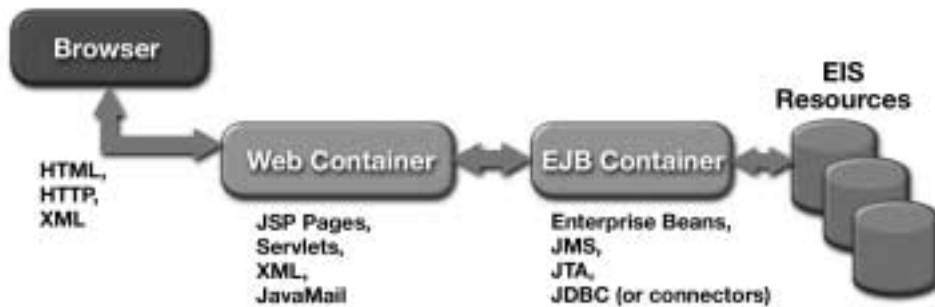 Browser
EIS
Resources
Web Container
EJB Container
HTML,
HTTP,
XML
JSP Pages,
Servlets,
XML,
JavaMail
Enterprise Beans,
JMS,
JTA,
JDBC (or connectors)